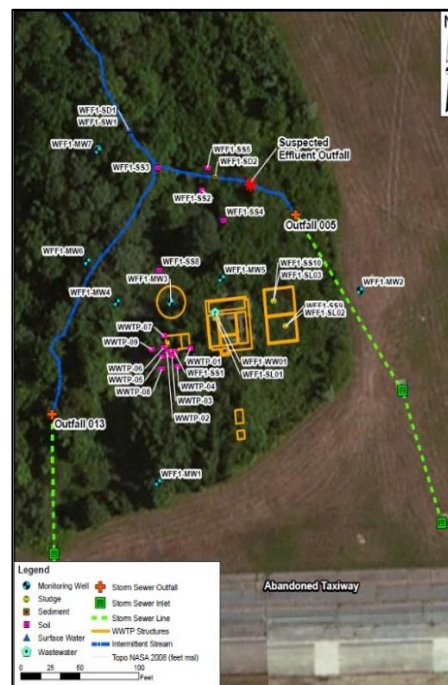 N
WFF1-SD1
WFF1-SW1
WFF1-MW7
WFF1-SS3
WFF1-SS5
WFF1-SD2
Suspected
Effluent Outfall
WFF1-SS2
WFF1-SS4
Outfall 005
WFF1-MW6
WFF1-SS8
WFF1-MW3
WFF1-MW5
WFF1-SS10
WFF1-SL03
WFF1-MW2
WFF1-MW4
WFF1-SS9
WFF1-SL02
WWTP-07
WWTP-09
WWTP-06
WWTP-05
WWTP-08
WWTP-01
WFF1-SS1
WWTP-04
WWTP-03
WWTP-02
WFF1-WW01
WFF1-SL01
Outfall 013
WFF1-MW1
Abandoned Taxiway
Legend
Monitoring Well
Sludge
Sediment
Soil
Surface Water
Wastewater
Storm Sewer Outfall
Storm Sewer Inlet
Storm Sewer Line
WWTP Structures
Intermittent Stream
Topo NASA 2008 (feet msl)
100 50 0 100
Feet